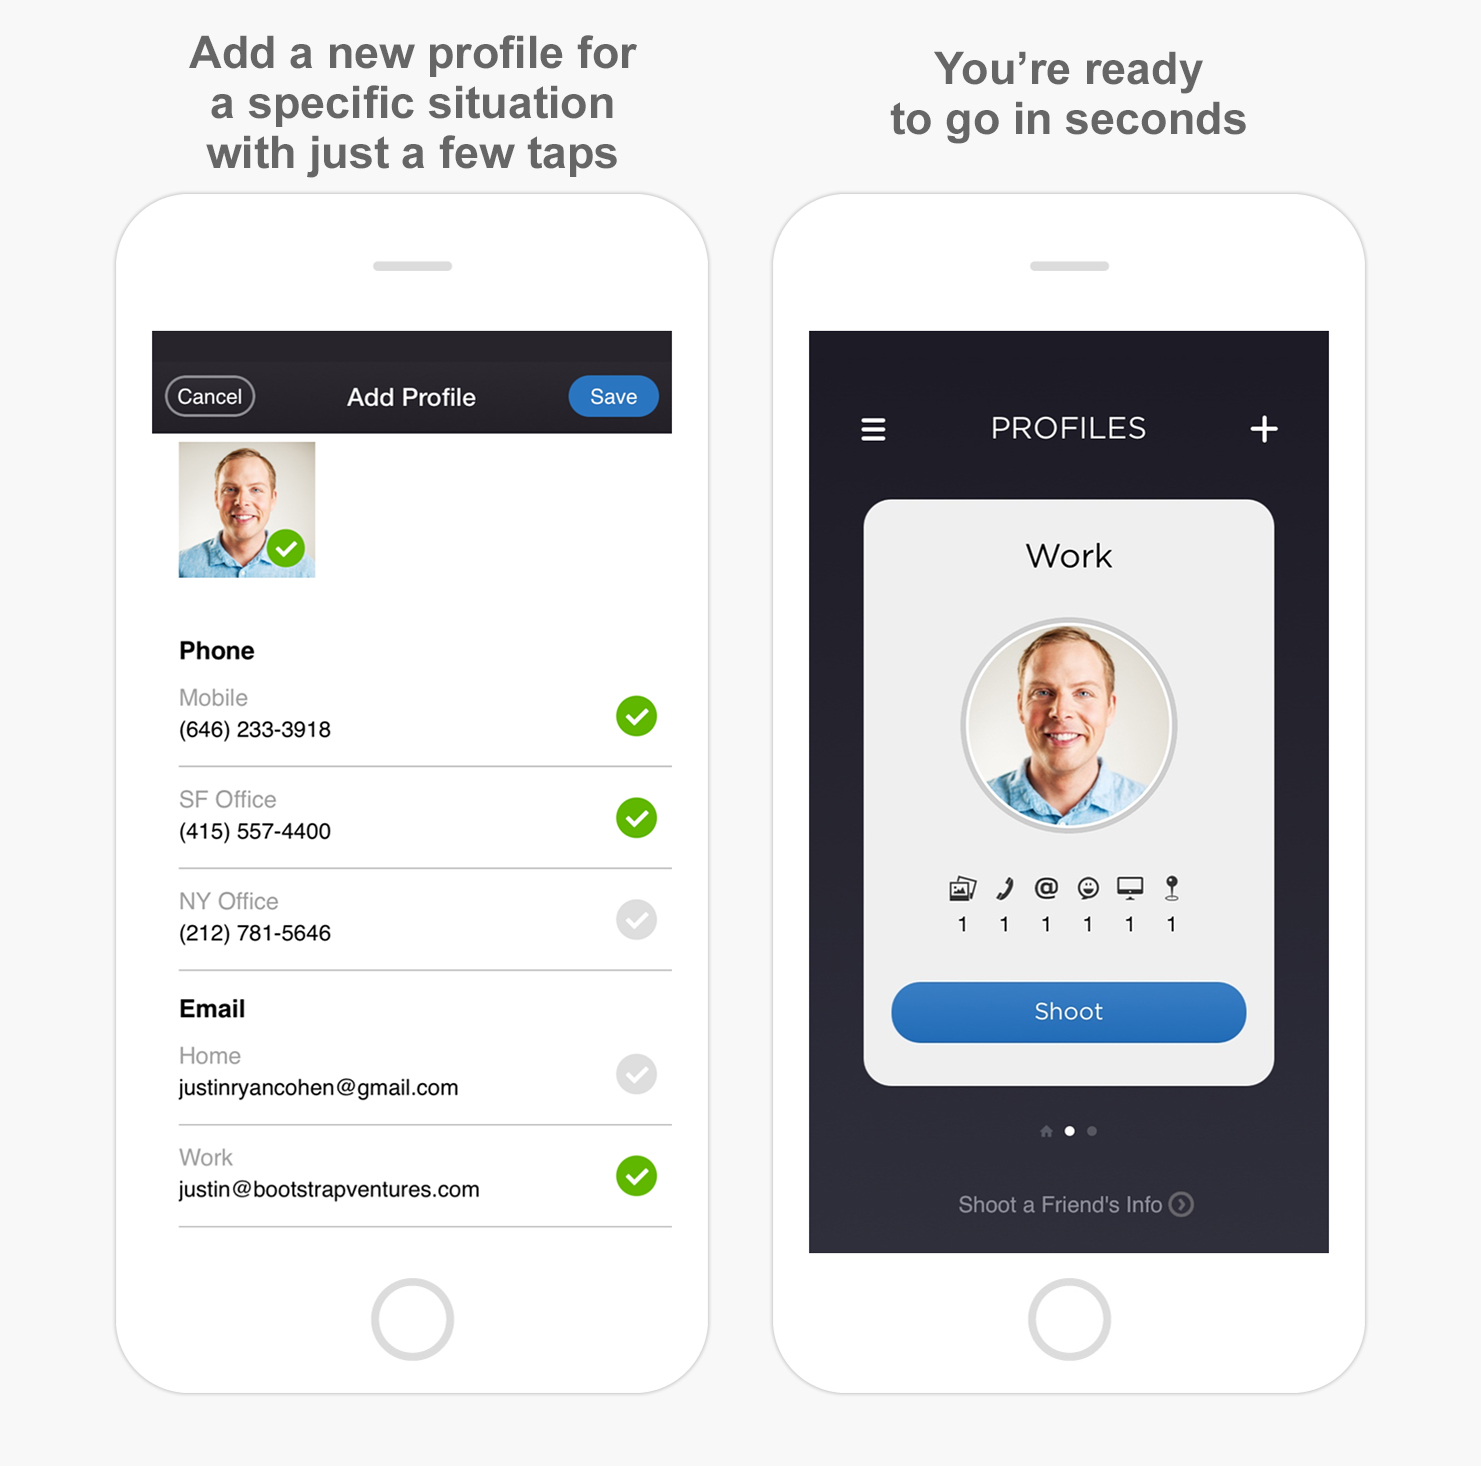 Add a new profile for
a specific situation
with just a few taps
Cancel
Add Profile
Save
Phone
Mobile
(646) 233-3918
SF Office
(415) 557-4400
NY Office
(212) 781-5646
Email
Home
justinryancohen@gmail.com
Work
justin@bootstrapventures.com
You’re ready
to go in seconds
PROFILES
Work
@
1 1 1 1 1 1
Shoot
Shoot a Friend's Info